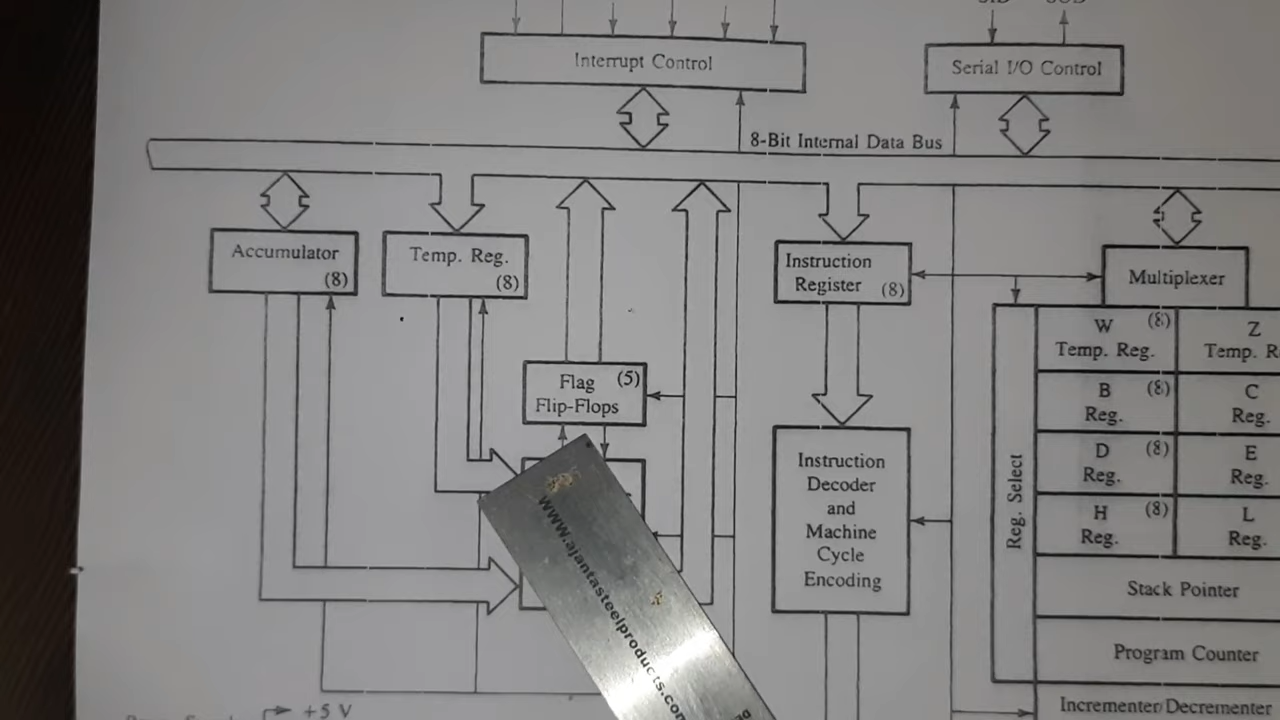 Interrupt Control
Serial I/O Control
8-Bit Internal Data Bus
Accumulator
(8)
Temp. Reg.
(8)
Instruction
Register (8)
Multiplexer
Flag (5)
Flip-Flops
W (8)
Temp. Reg.
Z
Temp. R
B (8)
Reg.
C
Reg.
D (8)
Reg.
E
Reg.
H (8)
Reg.
L
Reg.
Reg. Select
Instruction
Decoder
and
Machine
Cycle
Encoding
Stack Pointer
Program Counter
Incrementer/Decrementer
www.ajantasteelproducts.com
+5 V